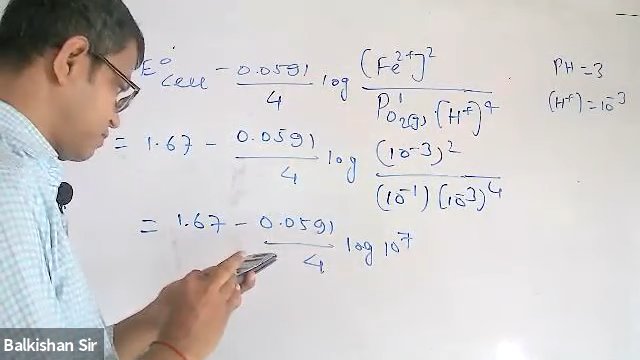 E°cell - 0.0591/4 log (Fe²⁺)²/P¹O₂(g) · (H⁺)⁴
PH = 3
(H⁺) = 10⁻³
= 1.67 - 0.0591/4 log (10⁻³)²/(10⁻¹) (10⁻³)⁴
= 1.67 - 0.0591/4 log 10⁷
Balkishan Sir